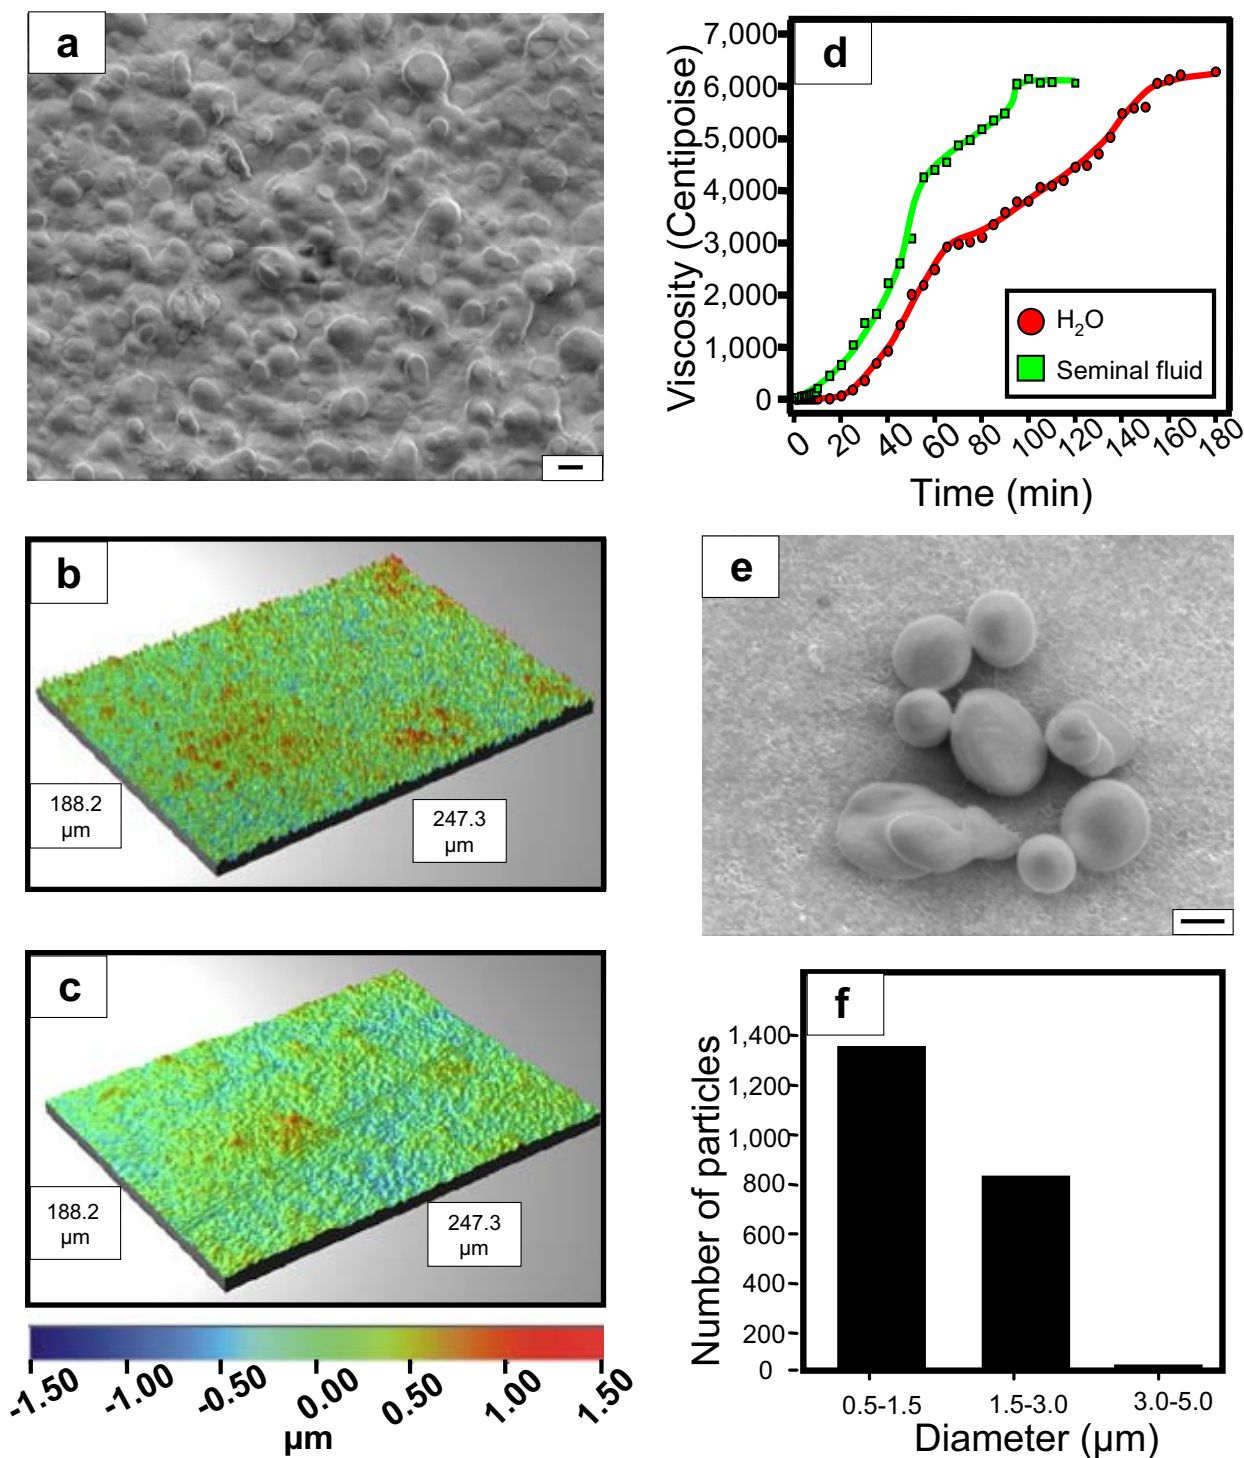 a
b
188.2
µm
247.3
µm
c
188.2
µm
247.3
µm
-1.50
-1.00
-0.50
0.00
0.50
1.00
1.50
µm
d
Viscosity (Centipoise)
7,000
6,000
5,000
4,000
3,000
2,000
1,000
0
H₂O
Seminal fluid
0
20
40
60
80
100
120
140
160
180
Time (min)
e
f
Number of particles
1,400
1,200
1,000
800
600
400
200
0
0.5-1.5
1.5-3.0
3.0-5.0
Diameter (µm)